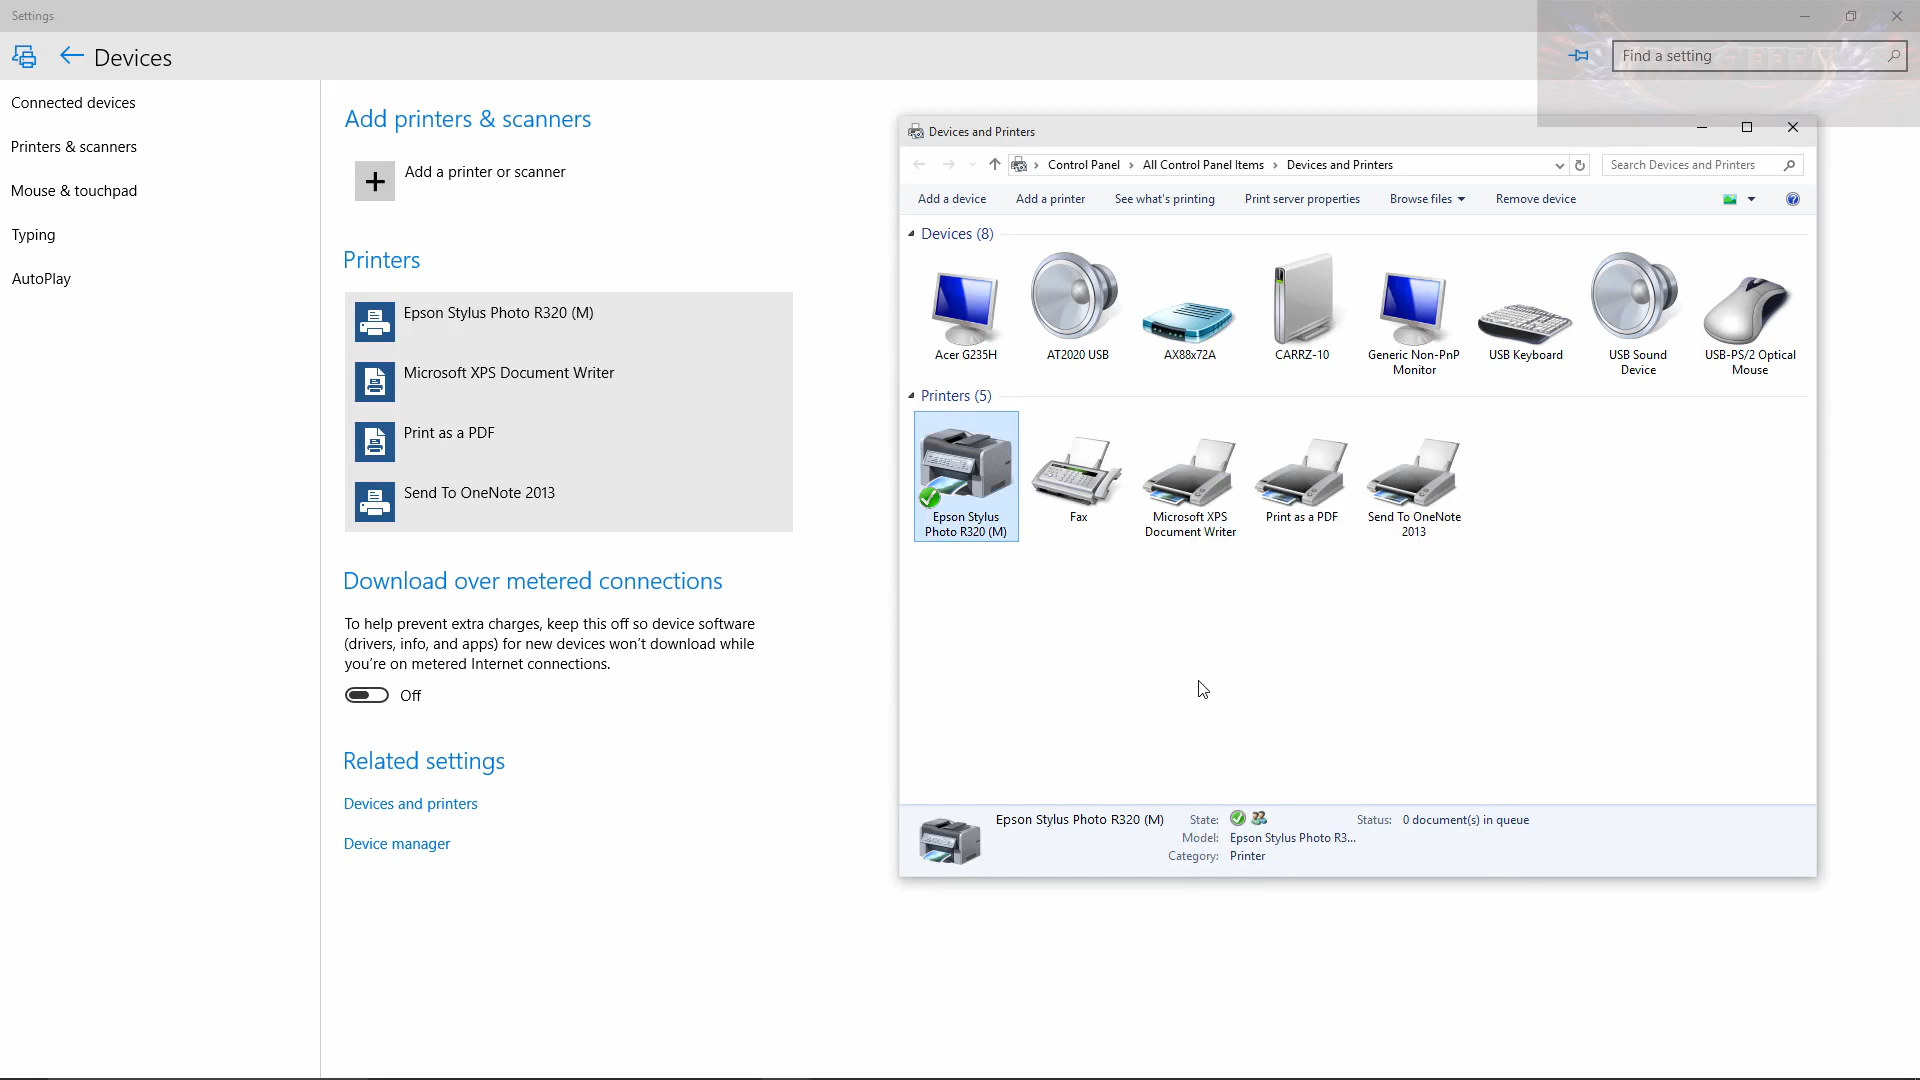 Settings
Devices
Find a setting
Connected devices
Printers & scanners
Mouse & touchpad
Typing
AutoPlay
Add printers & scanners
Add a printer or scanner
Printers
Epson Stylus Photo R320 (M)
Microsoft XPS Document Writer
Print as a PDF
Send To OneNote 2013
Download over metered connections
To help prevent extra charges, keep this off so device software
(drivers, info, and apps) for new devices won't download while
you're on metered Internet connections.
Off
Related settings
Devices and printers
Device manager
Devices and Printers
Control Panel
All Control Panel Items
Devices and Printers
Search Devices and Printers
Add a device
Add a printer
See what's printing
Print server properties
Browse files
Remove device
Devices (8)
Acer G235H
AT2020 USB
AX88x72A
CARRZ-10
Generic Non-PnP
Monitor
USB Keyboard
USB Sound
Device
USB-PS/2 Optical
Mouse
Printers (5)
Epson Stylus
Photo R320 (M)
Fax
Microsoft XPS
Document Writer
Print as a PDF
Send To OneNote
2013
Epson Stylus Photo R320 (M)
State:
Status: 0 document(s) in queue
Model: Epson Stylus Photo R3...
Category: Printer